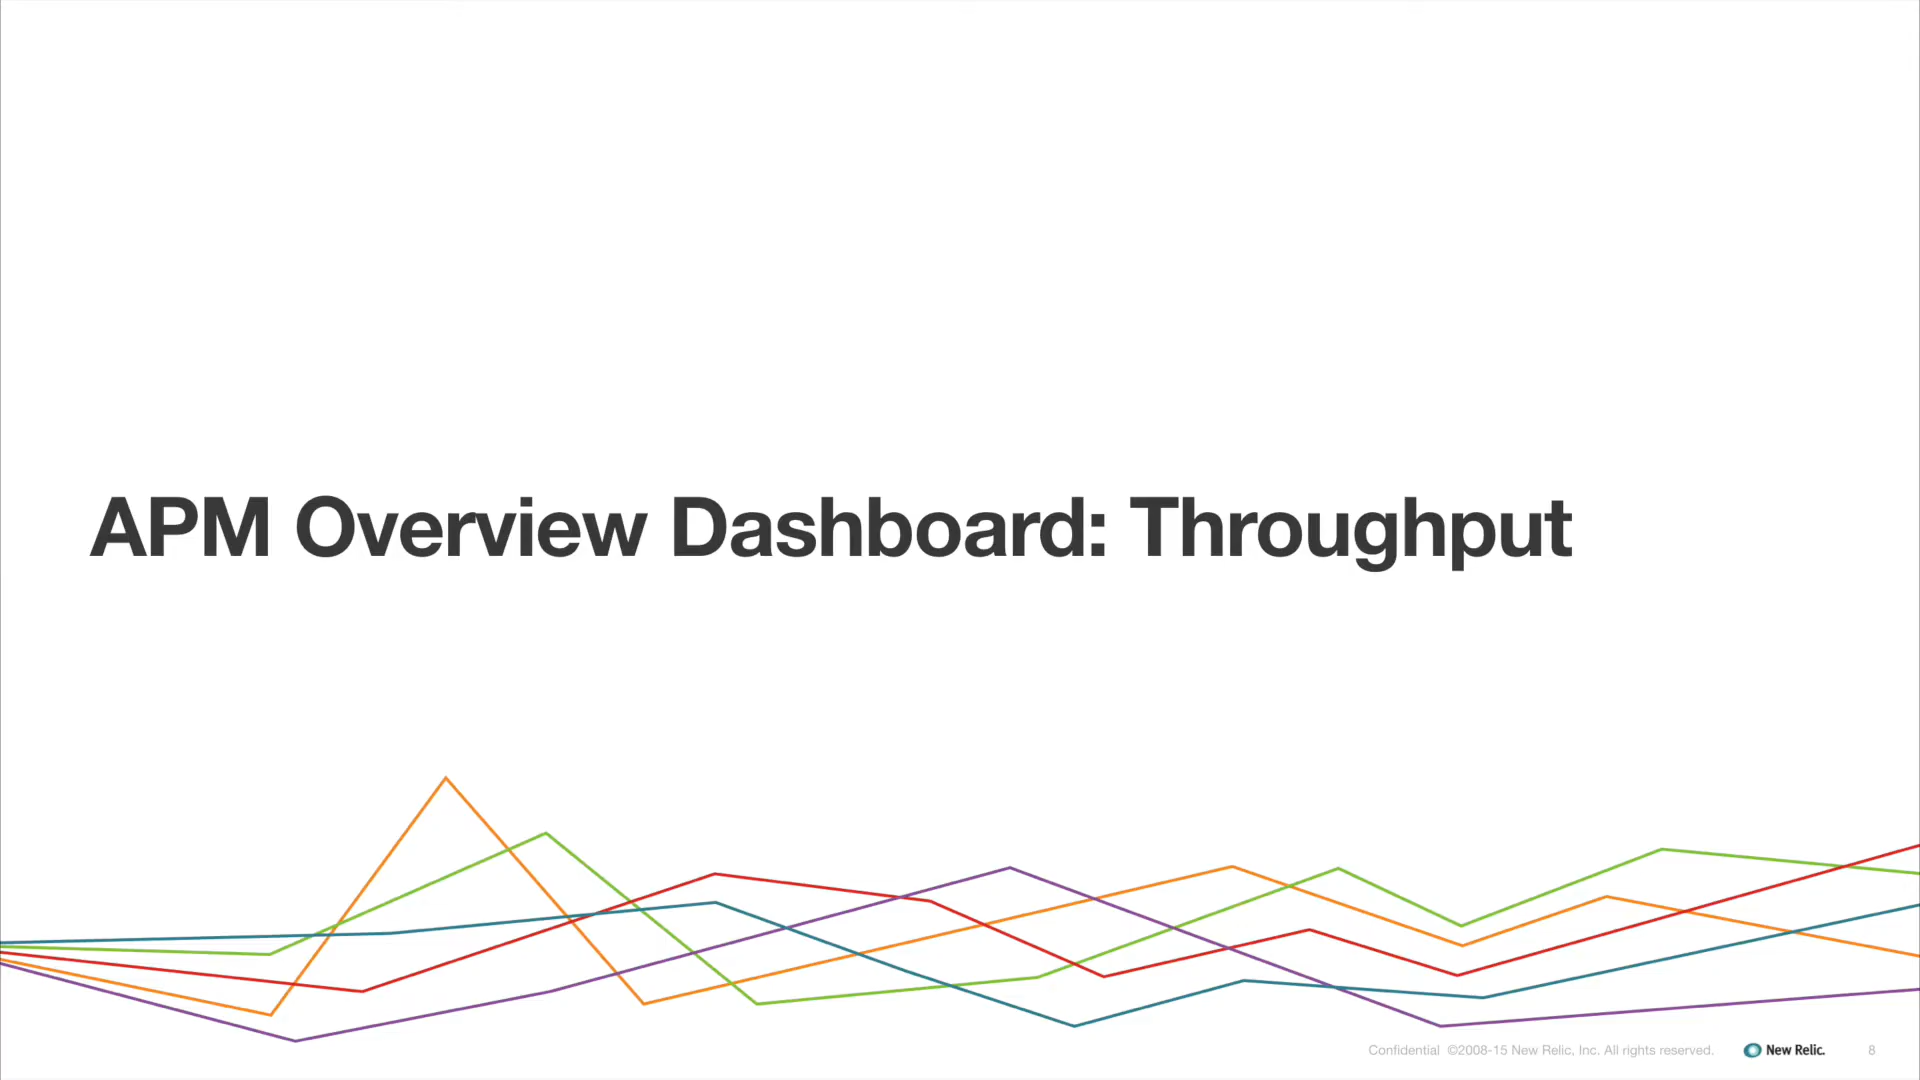 APM Overview Dashboard: Throughput
Confidential ©2008-15 New Relic, Inc. All rights reserved. New Relic. 8